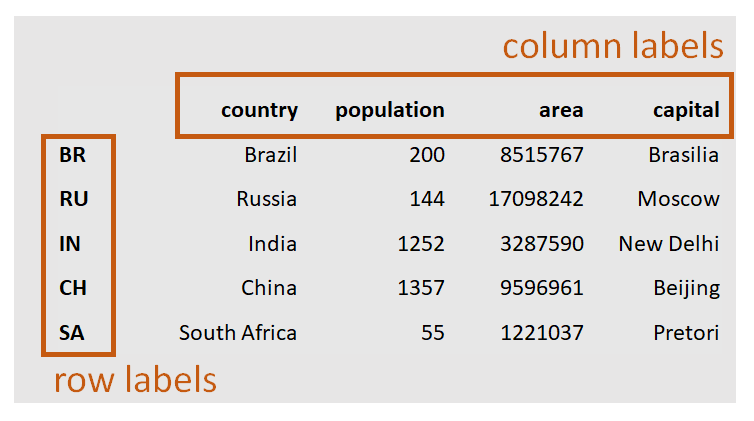 column labels
country population area capital
BR Brazil 200 8515767 Brasilia
RU Russia 144 17098242 Moscow
IN India 1252 3287590 New Delhi
CH China 1357 9596961 Beijing
SA South Africa 55 1221037 Pretori
row labels